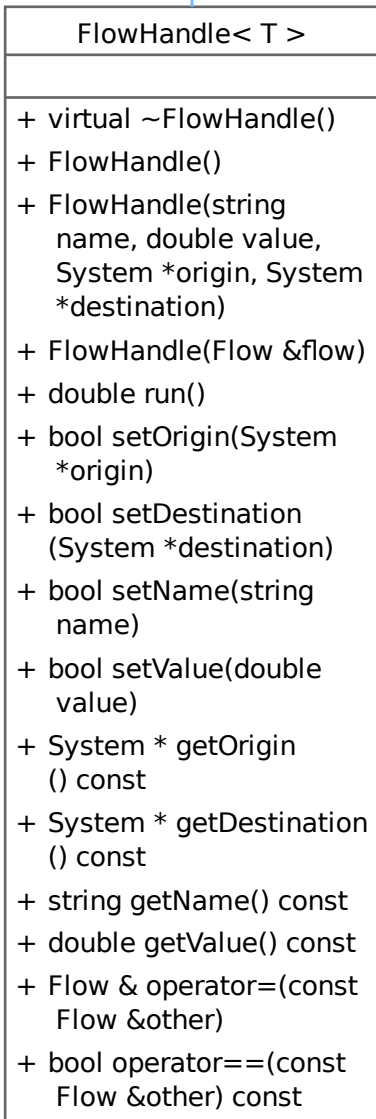 FlowHandle< T >
+ virtual ~FlowHandle()
+ FlowHandle()
+ FlowHandle(string
name, double value,
System *origin, System
*destination)
+ FlowHandle(Flow &flow)
+ double run()
+ bool setOrigin(System
*origin)
+ bool setDestination
(System *destination)
+ bool setName(string
name)
+ bool setValue(double
value)
+ System * getOrigin
() const
+ System * getDestination
() const
+ string getName() const
+ double getValue() const
+ Flow & operator=(const
Flow &other)
+ bool operator==(const
Flow &other) const